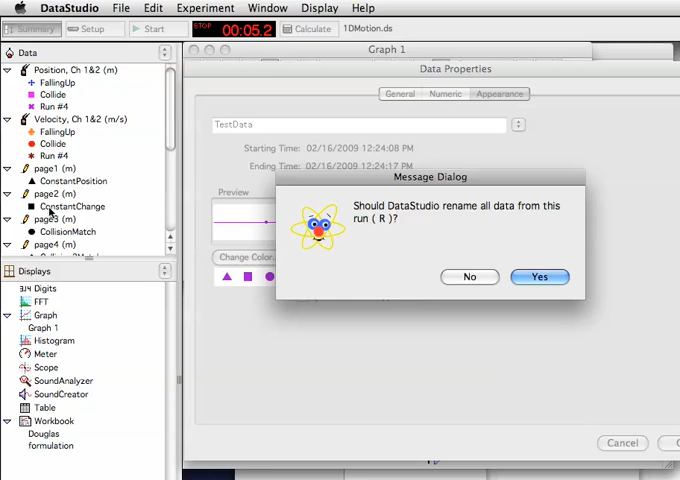 DataStudio File Edit Experiment Window Display Help
Summary Setup Start STOP 00:05.2 Calculate 1DMotion.ds
Data
Graph 1
Data Properties
Position, Ch 1&2 (m)
FallingUp
Collide
Run #4
Velocity, Ch 1&2 (m/s)
FallingUp
Collide
Run #4
page1 (m)
ConstantPosition
page2 (m)
ConstantChange
page3 (m)
CollisionMatch
page4 (m)
Displays
3.14 Digits
FFT
Graph
Graph 1
Histogram
Meter
Scope
SoundAnalyzer
SoundCreator
Table
Workbook
Douglas
formulation
General Numeric Appearance
TestData
Starting Time: 02/16/2009 12:24:08 PM
Ending Time: 02/16/2009 12:24:17 PM
Preview
Change Color...
Message Dialog
Should DataStudio rename all data from this
run ( R )?
No Yes
Cancel